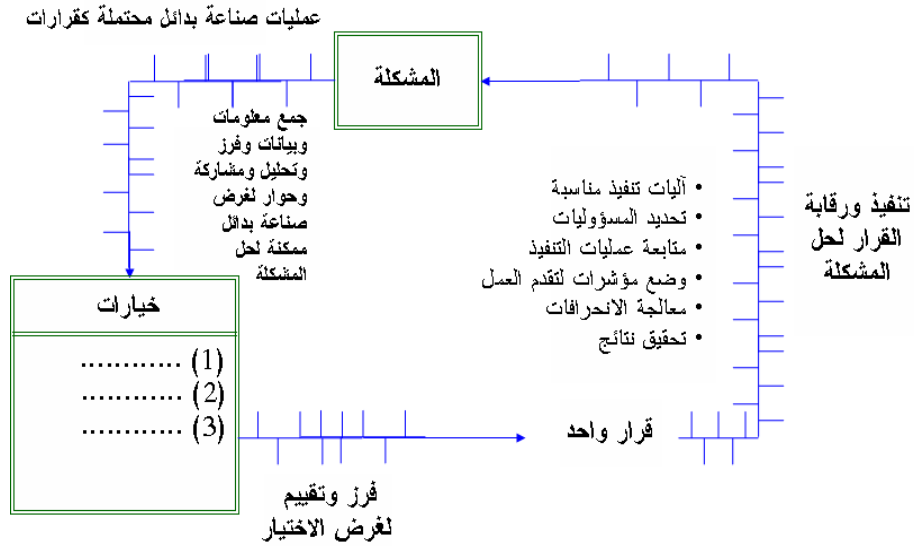 عمليات صناعة بدائل محتملة كقرارات
المشكلة
جمع معلومات
وبيانات وفرز
وتحليل ومشاركة
وحوار لغرض
صناعة بدائل
ممكنة لحل
المشكلة
• آليات تنفيذ مناسبة
• تحديد المسؤوليات
• متابعة عمليات التنفيذ
• وضع مؤشرات لتقدم العمل
• معالجة الانحرافات
• تحقيق نتائج
تنفيذ ورقابة
القرار لحل
المشكلة
خيارات
(1) ............
(2) ............
(3) ............
قرار واحد
فرز وتقييم
لغرض الاختيار